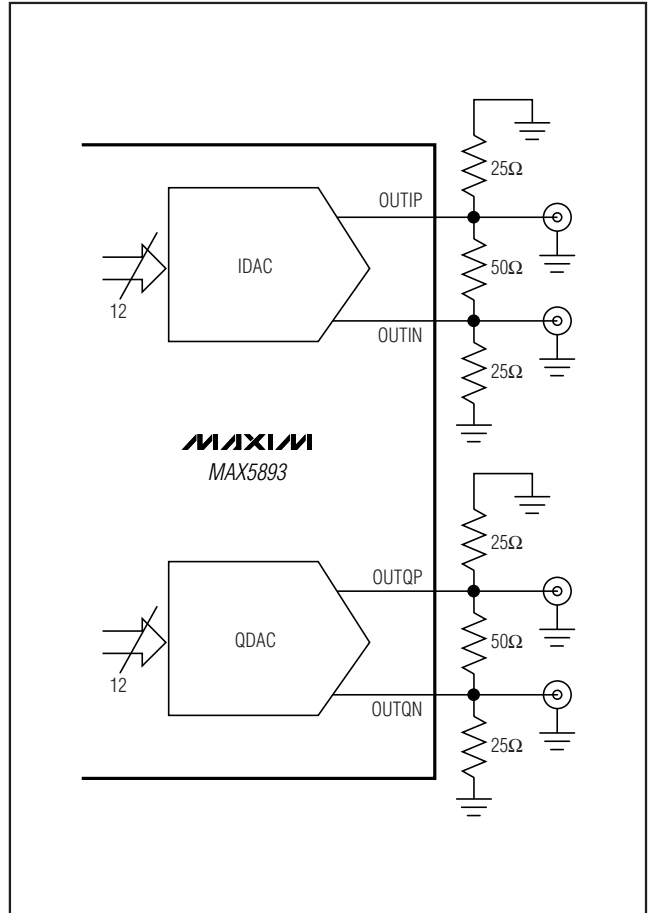 25Ω
OUTIP
IDAC
50Ω
12
OUTIN
25Ω
MAXIM
MAX5893
25Ω
OUTQP
QDAC
50Ω
12
OUTQN
25Ω